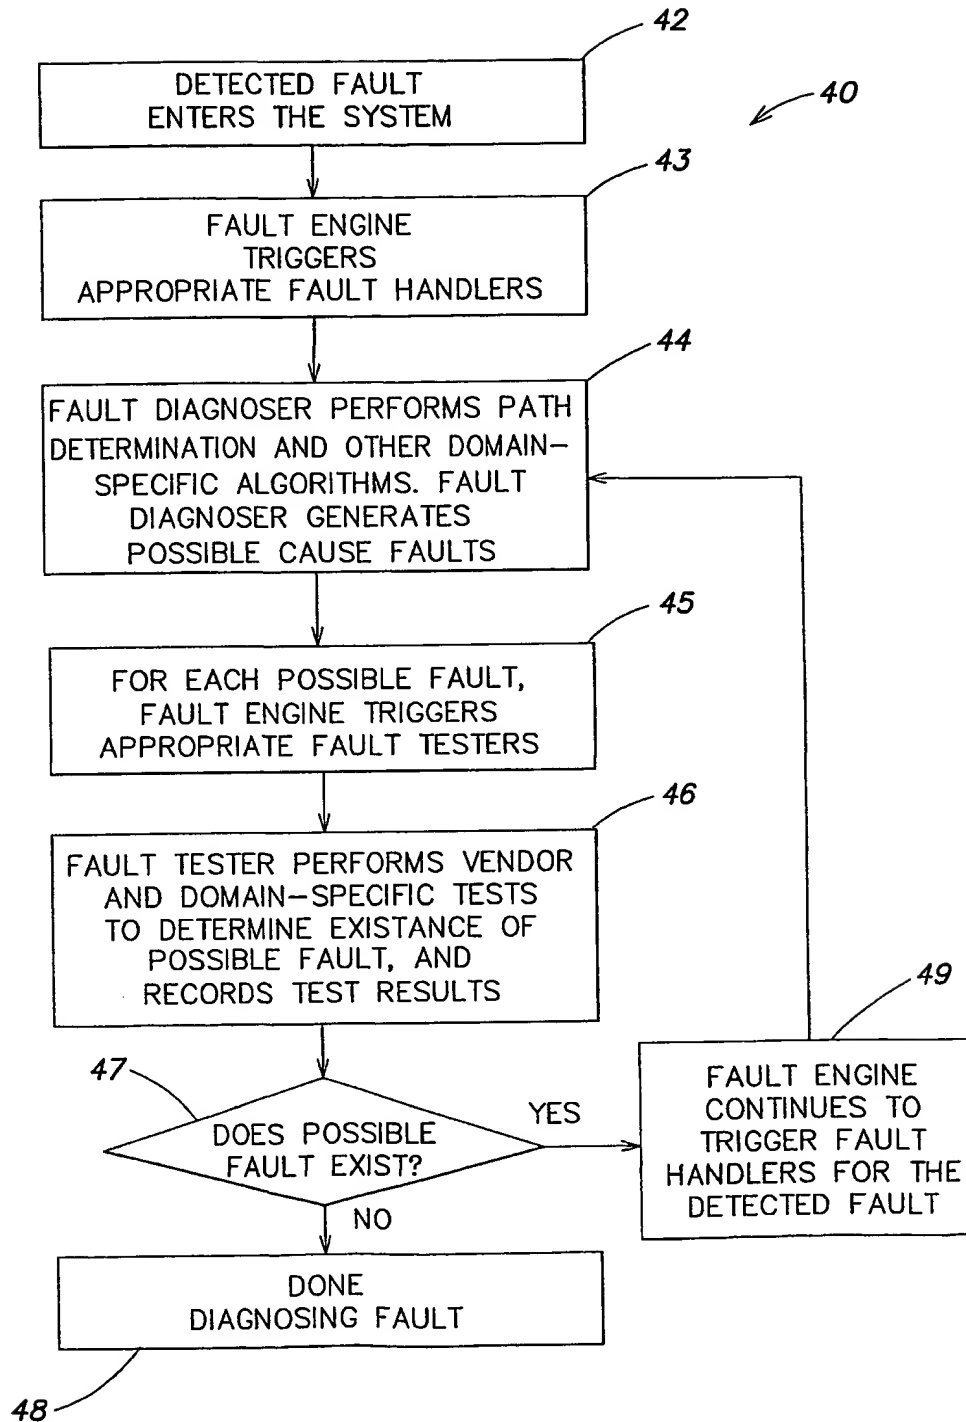 42
DETECTED FAULT
ENTERS THE SYSTEM
40
43
FAULT ENGINE
TRIGGERS
APPROPRIATE FAULT HANDLERS
44
FAULT DIAGNOSER PERFORMS PATH
DETERMINATION AND OTHER DOMAIN-
SPECIFIC ALGORITHMS. FAULT
DIAGNOSER GENERATES
POSSIBLE CAUSE FAULTS
45
FOR EACH POSSIBLE FAULT,
FAULT ENGINE TRIGGERS
APPROPRIATE FAULT TESTERS
46
FAULT TESTER PERFORMS VENDOR
AND DOMAIN-SPECIFIC TESTS
TO DETERMINE EXISTANCE OF
POSSIBLE FAULT, AND
RECORDS TEST RESULTS
47
DOES POSSIBLE
FAULT EXIST?
YES
NO
49
FAULT ENGINE
CONTINUES TO
TRIGGER FAULT
HANDLERS FOR THE
DETECTED FAULT
DONE
DIAGNOSING FAULT
48